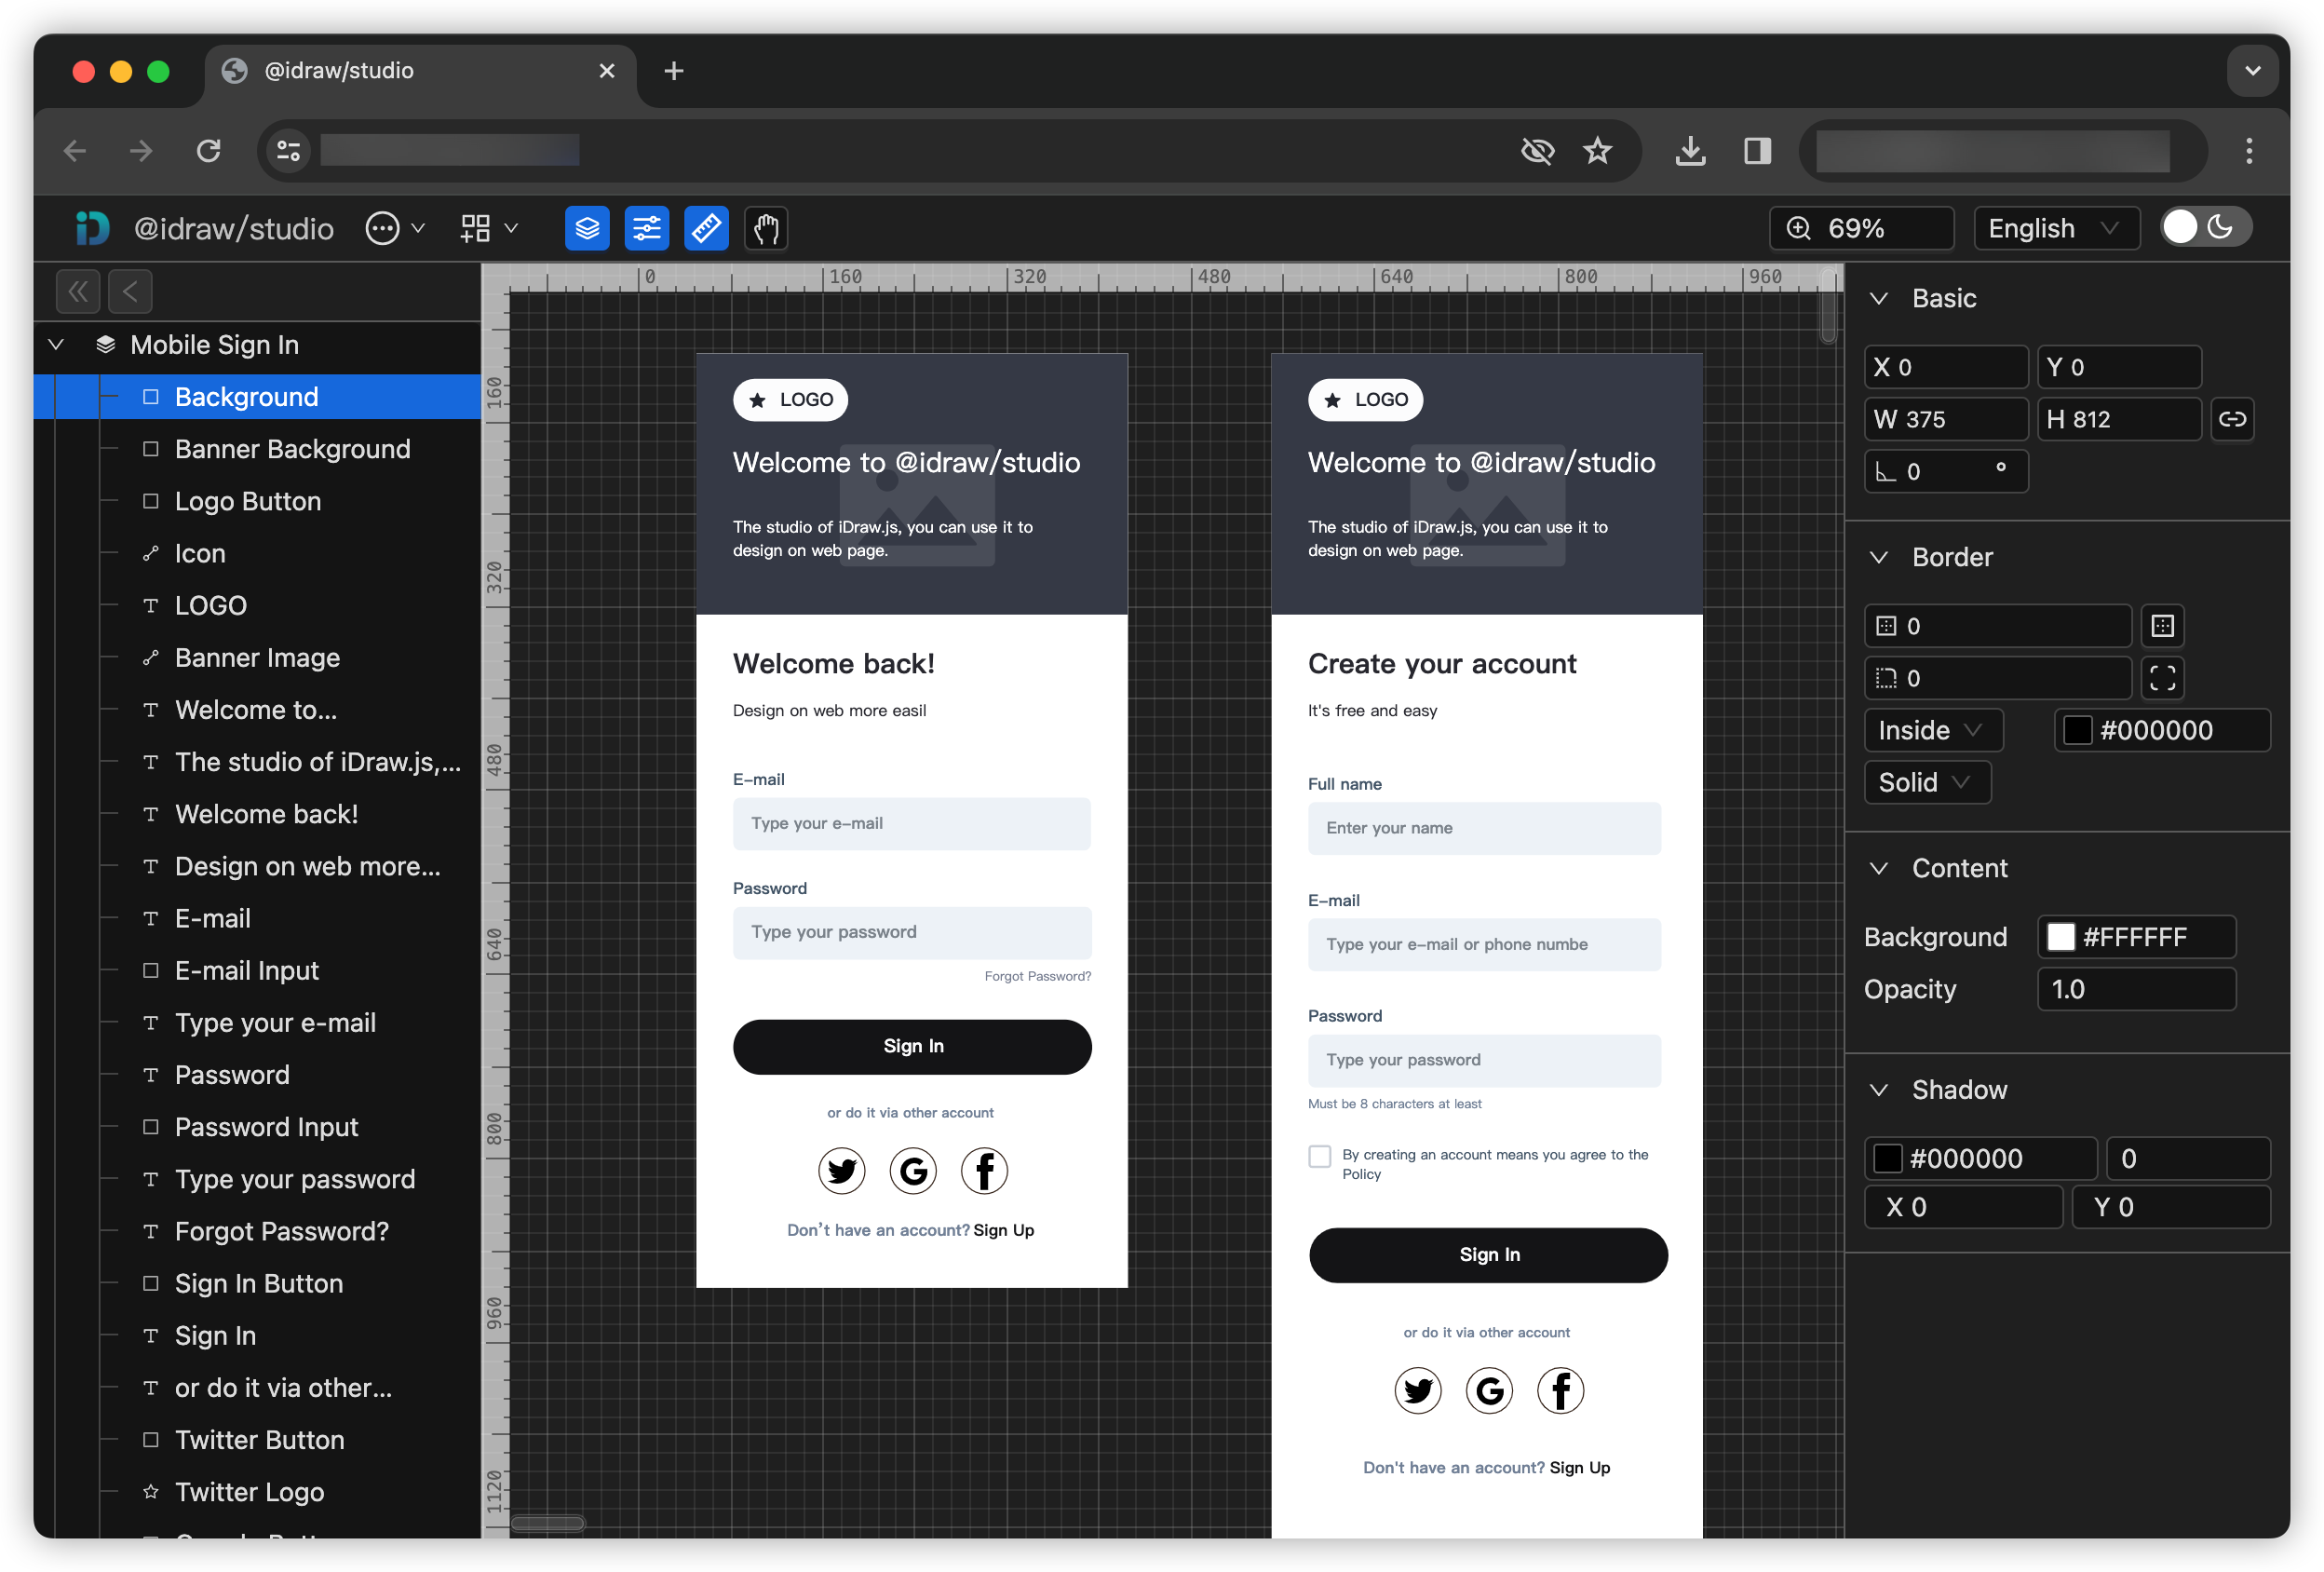 @idraw/studio
@idraw/studio
69%
English
Mobile Sign In
Background
Banner Background
Logo Button
Icon
LOGO
Banner Image
Welcome to...
The studio of iDraw.js,...
Welcome back!
Design on web more...
E-mail
E-mail Input
Type your e-mail
Password
Password Input
Type your password
Forgot Password?
Sign In Button
Sign In
or do it via other...
Twitter Button
Twitter Logo
0 160 320 480 640 800 960
160
320
480
640
800
960
1120
LOGO
Welcome to @idraw/studio
The studio of iDraw.js, you can use it to
design on web page.
Welcome back!
Design on web more easil
E-mail
Type your e-mail
Password
Type your password
Forgot Password?
Sign In
or do it via other account
Don't have an account? Sign Up
LOGO
Welcome to @idraw/studio
The studio of iDraw.js, you can use it to
design on web page.
Create your account
It's free and easy
Full name
Enter your name
E-mail
Type your e-mail or phone numbe
Password
Type your password
Must be 8 characters at least
By creating an account means you agree to the
Policy
Sign In
or do it via other account
Don't have an account? Sign Up
Basic
X 0 Y 0
W 375 H 812
0 °
Border
0
0
Inside #000000
Solid
Content
Background #FFFFFF
Opacity 1.0
Shadow
#000000 0
X 0 Y 0